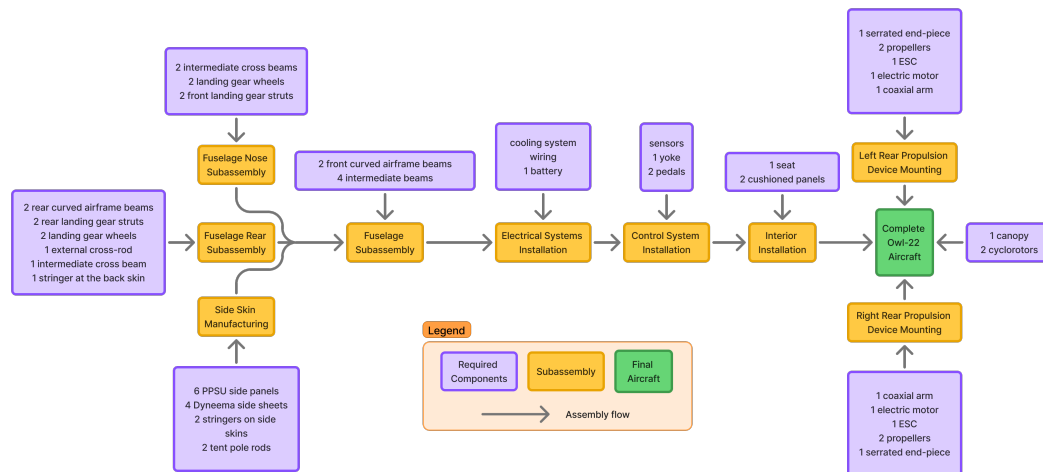 2 intermediate cross beams
2 landing gear wheels
2 front landing gear struts
Fuselage Nose
Subassembly
2 rear curved airframe beams
2 rear landing gear struts
2 landing gear wheels
1 external cross-rod
1 intermediate cross beam
1 stringer at the back skin
Fuselage Rear
Subassembly
Side Skin
Manufacturing
6 PPSU side panels
4 Dyneema side sheets
2 stringers on side
skins
2 tent pole rods
2 front curved airframe beams
4 intermediate beams
Fuselage
Subassembly
cooling system
wiring
1 battery
Electrical Systems
Installation
sensors
1 yoke
2 pedals
Control System
Installation
1 seat
2 cushioned panels
Interior
Installation
1 serrated end-piece
2 propellers
1 ESC
1 electric motor
1 coaxial arm
Left Rear Propulsion
Device Mounting
Complete
Owl-22
Aircraft
1 canopy
2 cyclorotors
Right Rear Propulsion
Device Mounting
1 coaxial arm
1 electric motor
1 ESC
2 propellers
1 serrated end-piece
Legend
Required
Components
Subassembly
Final
Aircraft
Assembly flow